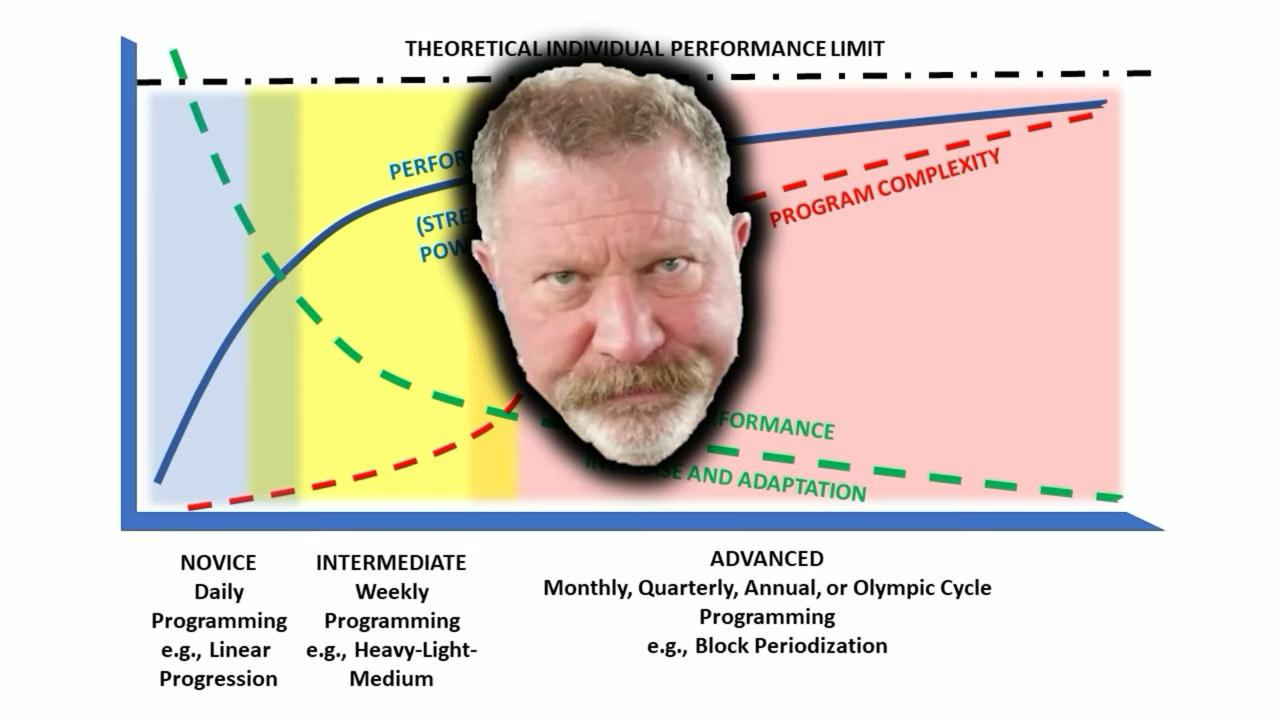 THEORETICAL INDIVIDUAL PERFORMANCE LIMIT
PROGRAM COMPLEXITY
AND ADAPTATION
NOVICE
Daily
Programming
e.g., Linear
Progression
INTERMEDIATE
Weekly
Programming
e.g., Heavy-Light-
Medium
ADVANCED
Monthly, Quarterly, Annual, or Olympic Cycle
Programming
e.g., Block Periodization